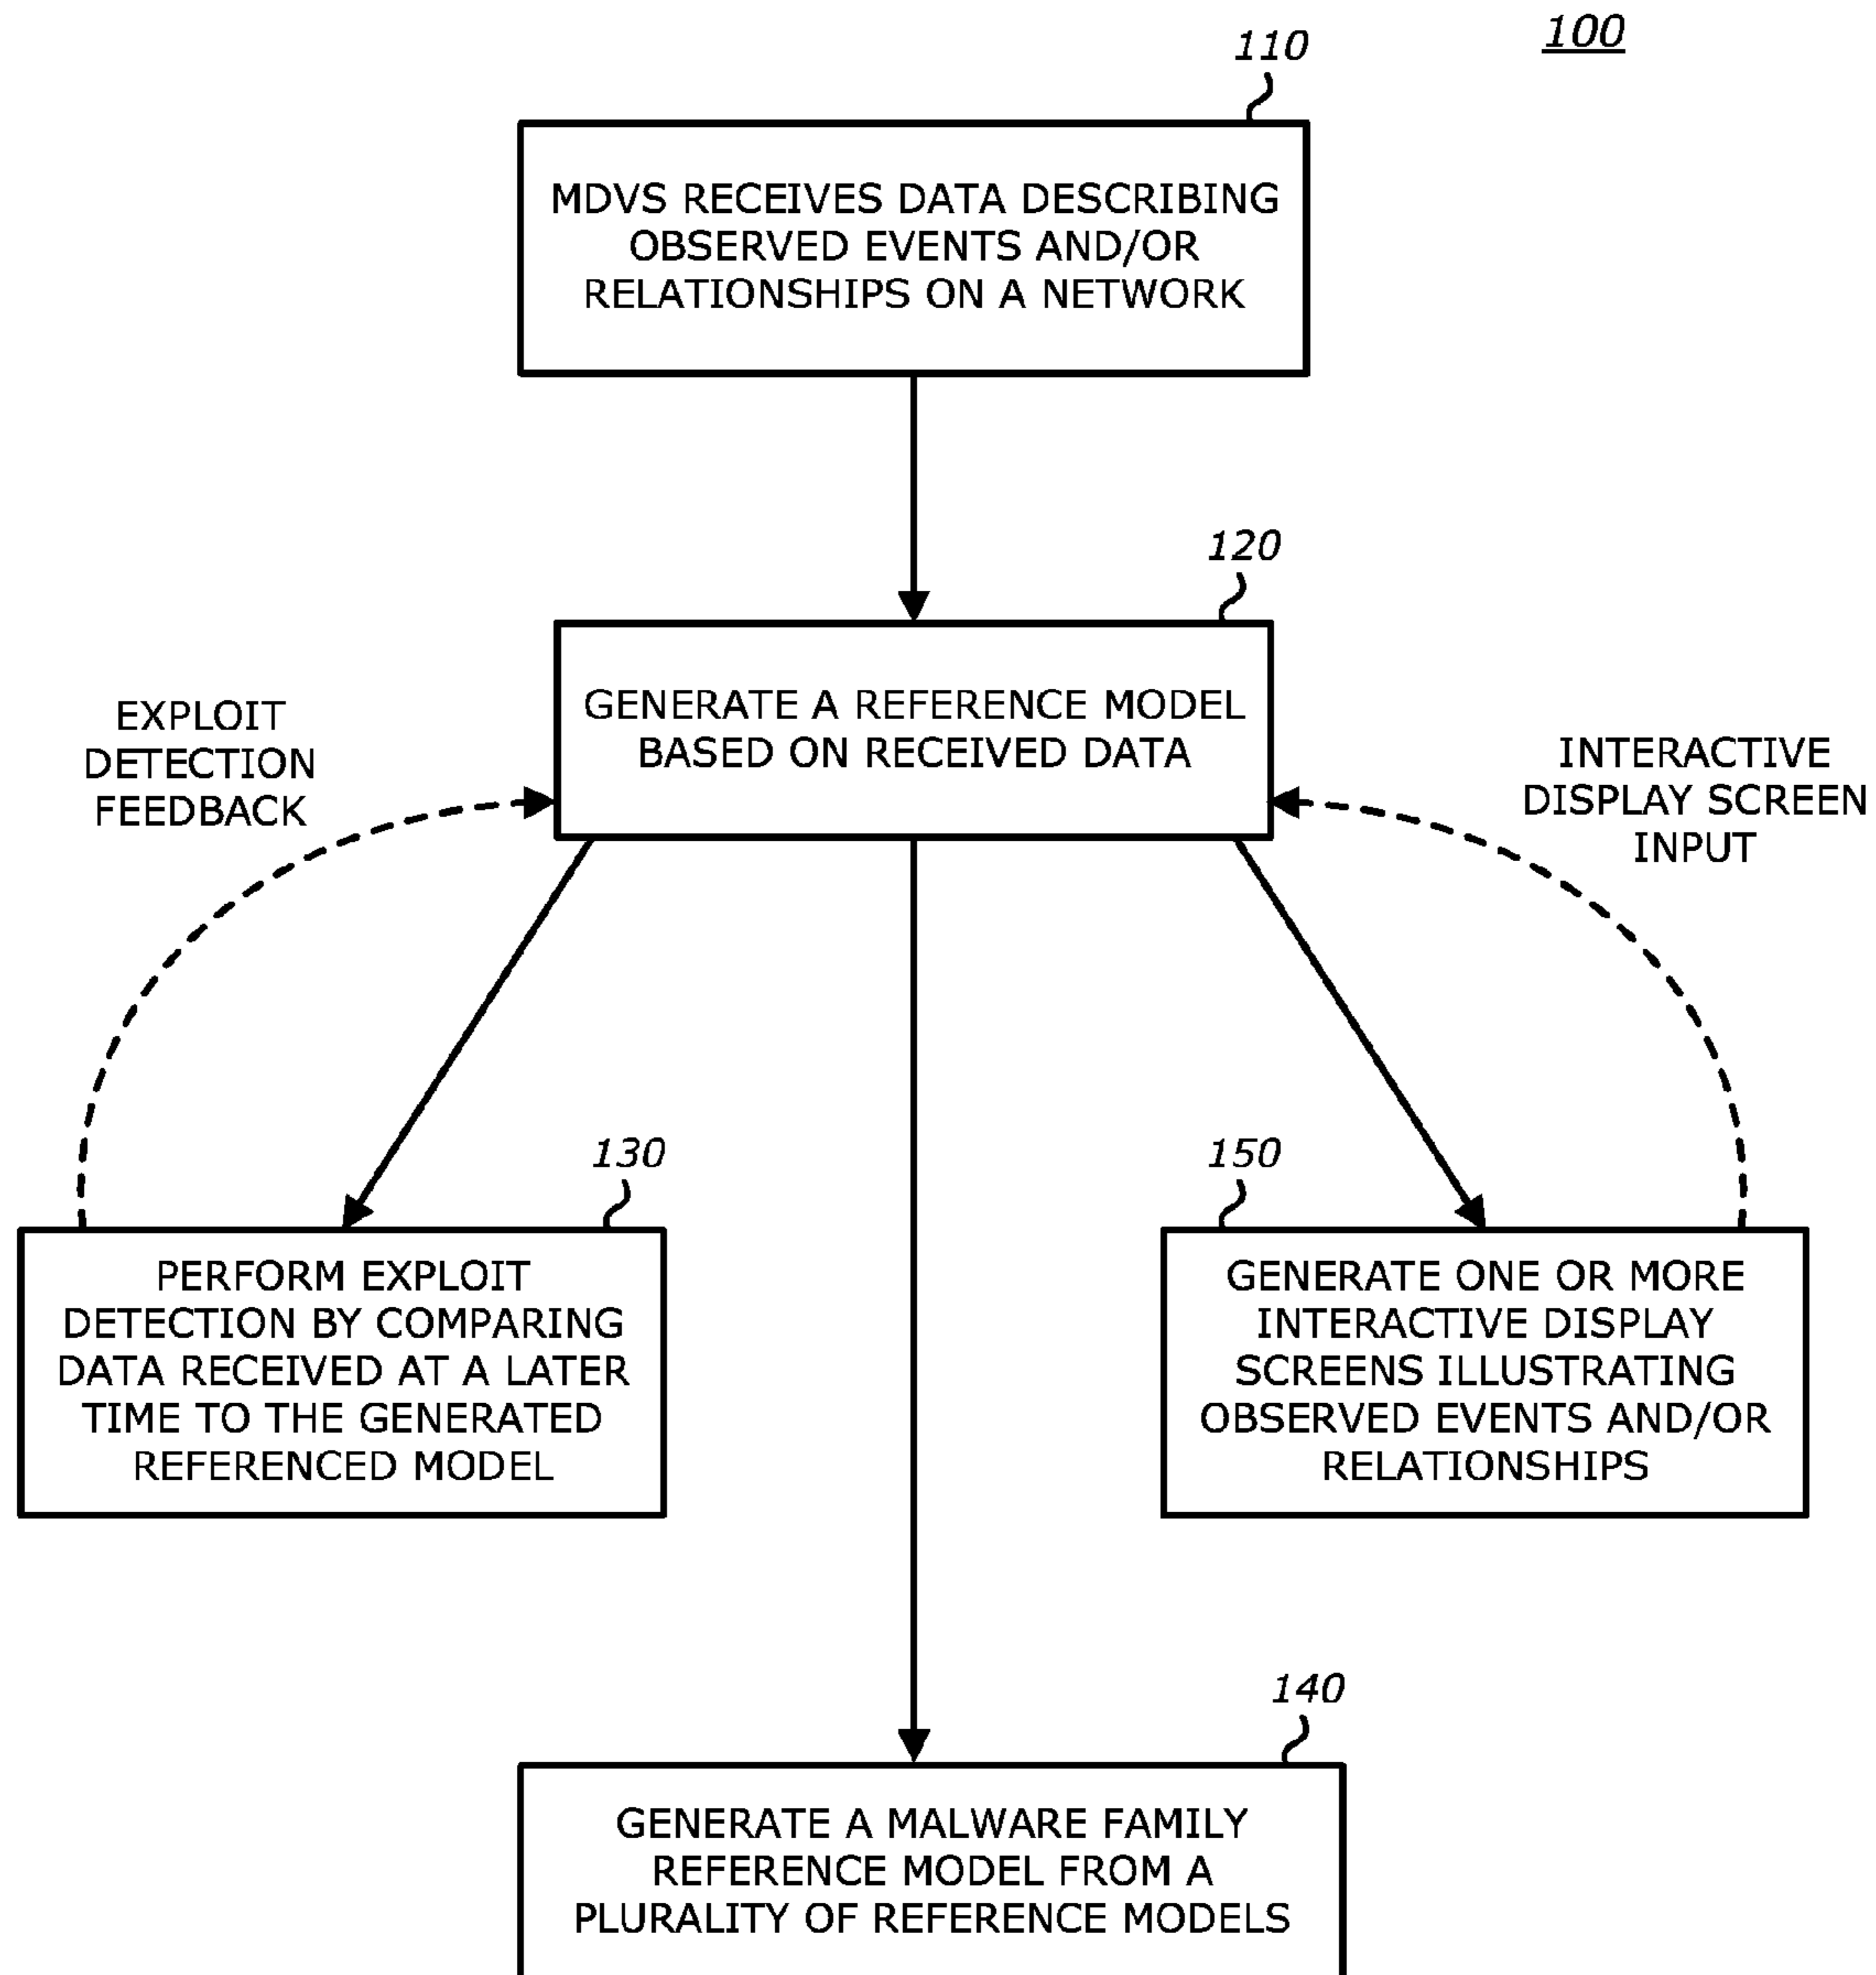 100
110
MDVS RECEIVES DATA DESCRIBING
OBSERVED EVENTS AND/OR
RELATIONSHIPS ON A NETWORK
120
GENERATE A REFERENCE MODEL
BASED ON RECEIVED DATA
EXPLOIT
DETECTION
FEEDBACK
INTERACTIVE
DISPLAY SCREEN
INPUT
130
PERFORM EXPLOIT
DETECTION BY COMPARING
DATA RECEIVED AT A LATER
TIME TO THE GENERATED
REFERENCED MODEL
150
GENERATE ONE OR MORE
INTERACTIVE DISPLAY
SCREENS ILLUSTRATING
OBSERVED EVENTS AND/OR
RELATIONSHIPS
140
GENERATE A MALWARE FAMILY
REFERENCE MODEL FROM A
PLURALITY OF REFERENCE MODELS